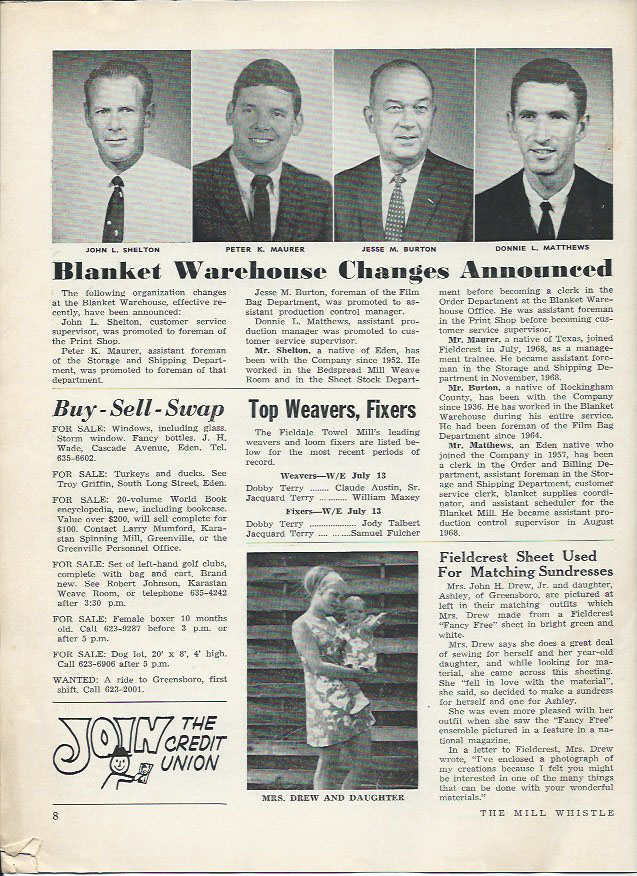 JOHN L. SHELTON
PETER K. MAURER
JESSE M. BURTON
DONNIE L. MATTHEWS
Blanket Warehouse Changes Announced
The following organization changes
at the Blanket Warehouse, effective re-
cently, have been announced:
John L. Shelton, customer service
supervisor, was promoted to foreman of
the Print Shop.
Peter K. Maurer, assistant foreman
of the Storage and Shipping Depart-
ment, was promoted to foreman of that
department.
Jesse M. Burton, foreman of the Film
Bag Department, was promoted to as-
sistant production control manager.
Donnie L. Matthews, assistant pro-
duction manager was promoted to cus-
tomer service supervisor.
Mr. Shelton, a native of Eden, has
been with the Company since 1952. He
worked in the Bedspread Mill Weave
Room and in the Sheet Stock Depart-
ment before becoming a clerk in the
Order Department at the Blanket Ware-
house Office. He was assistant foreman
in the Print Shop before becoming cus-
tomer service supervisor.
Mr. Maurer, a native of Texas, joined
Fieldcrest in July, 1968, as a manage-
ment trainee. He became assistant fore-
man in the Storage and Shipping De-
partment in November, 1968.
Mr. Burton, a native of Rockingham
County, has been with the Company
since 1936. He has worked in the Blanket
Warehouse during his entire service.
He had been foreman of the Film Bag
Department since 1964.
Mr. Matthews, an Eden native who
joined the Company in 1957, has been
a clerk in the Order and Billing De-
partment, assistant foreman in the Stor-
age and Shipping Department, customer
service clerk, blanket supplies coordi-
nator, and assistant scheduler for the
Blanket Mill. He became assistant pro-
duction control supervisor in August
1968.
Buy-Sell-Swap
FOR SALE: Windows, including glass.
Storm window. Fancy bottles. J. H.
Wade, Cascade Avenue, Eden. Tel.
635-6602.
FOR SALE: Turkeys and ducks. See
Troy Griffin, South Long Street, Eden.
FOR SALE: 20-volume World Book
encyclopedia, new, including bookcase.
Value over $200, will sell complete for
$100. Contact Larry Mumford, Kara-
stan Spinning Mill, Greenville, or the
Greenville Personnel Office.
FOR SALE: Set of left-hand golf clubs,
complete with bag and cart. Brand
new. See Robert Johnson, Karastan
Weave Room, or telephone 635-4242
after 3:30 p.m.
FOR SALE: Female boxer 10 months
old. Call 623-9287 before 3 p.m. or
after 5 p.m.
FOR SALE: Dog lot, 20' x 8', 4' high.
Call 623-6906 after 5 p.m.
WANTED: A ride to Greensboro, first
shift. Call 623-2001.
JOIN THE
CREDIT
UNION
Top Weavers, Fixers
The Fieldale Towel Mill's leading
weavers and loom fixers are listed be-
low for the most recent periods of
record.
Weavers—W/E July 13
Dobby Terry ........ Claude Austin, Sr.
Jacquard Terry .......... William Maxey
Fixers—W/E July 13
Dobby Terry ..................... Jody Talbert
Jacquard Terry .... ........Samuel Fulcher
MRS. DREW AND DAUGHTER
Fieldcrest Sheet Used
For Matching Sundresses
Mrs. John H. Drew, Jr. and daughter,
Ashley, of Greensboro, are pictured at
left in their matching outfits which
Mrs. Drew made from a Fieldcrest
"Fancy Free" sheet in bright green and
white.
Mrs. Drew says she does a great deal
of sewing for herself and her year-old
daughter, and while looking for ma-
terial, she came across this sheeting.
She "fell in love with the material",
she said, so decided to make a sundress
for herself and one for Ashley.
She was even more pleased with her
outfit when she saw the "Fancy Free"
ensemble pictured in a feature in a na-
tional magazine.
In a letter to Fieldcrest, Mrs. Drew
wrote, "I've enclosed a photograph of
my creations because I felt you might
be interested in one of the many things
that can be done with your wonderful
materials."
8
THE MILL WHISTLE